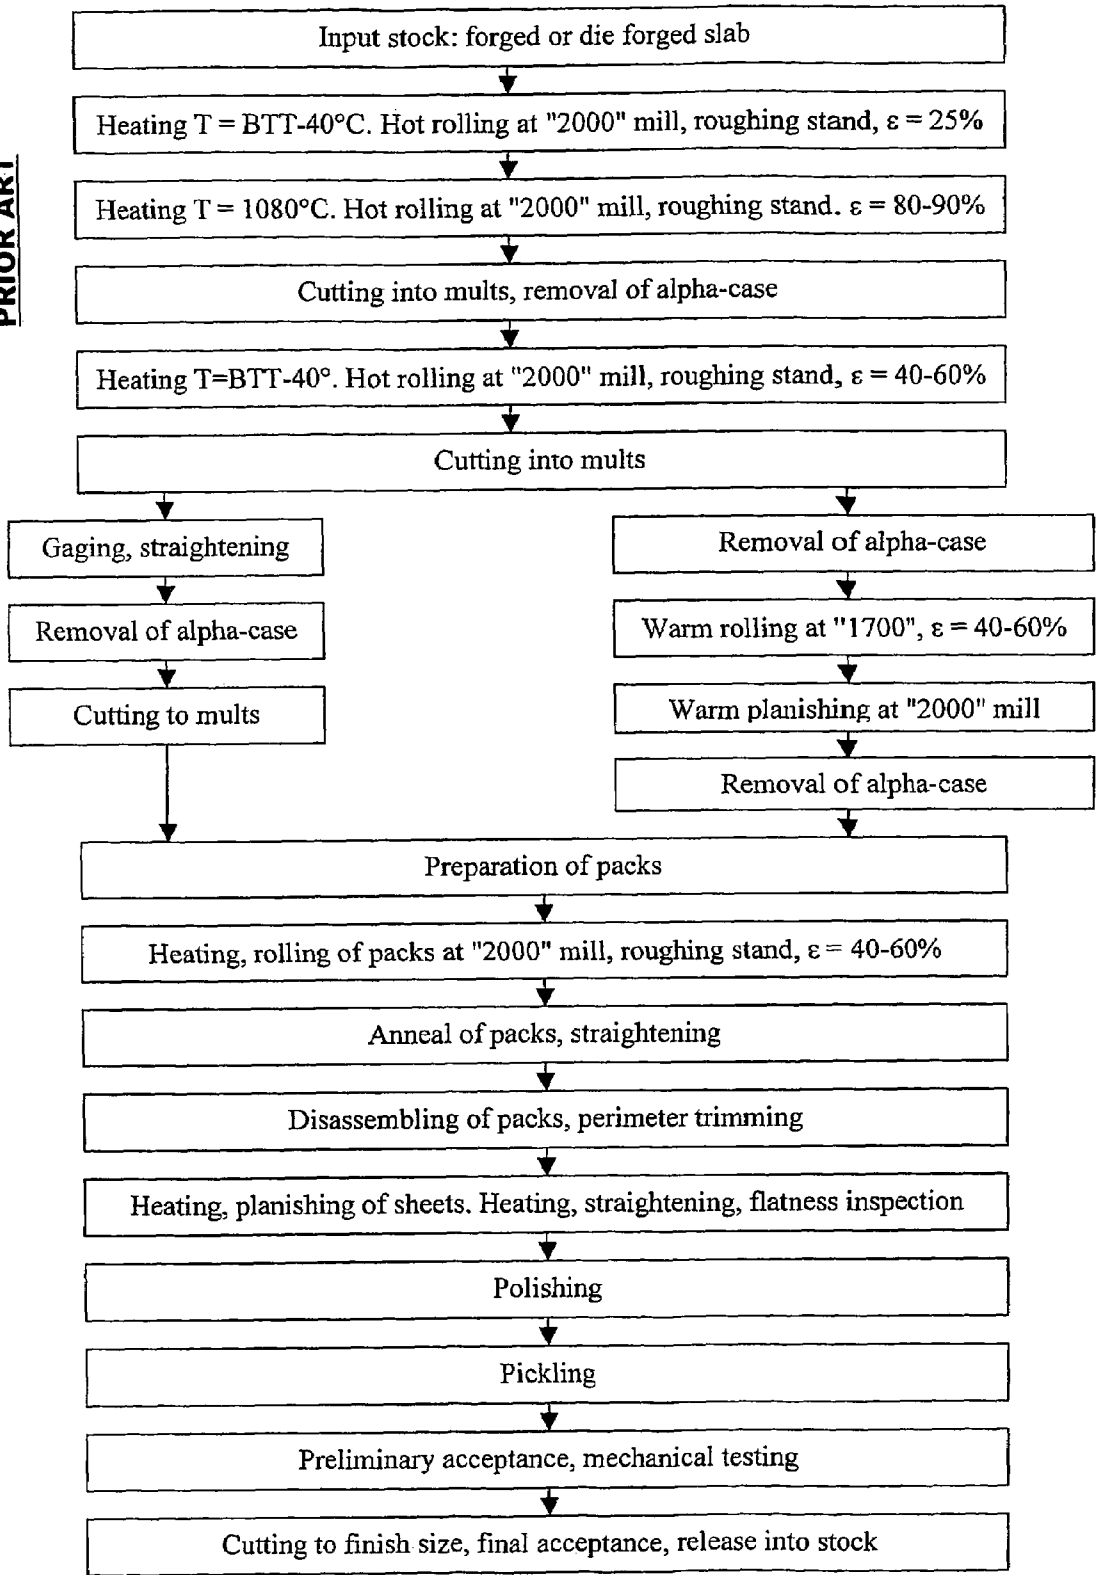 PRIOR ART
Input stock: forged or die forged slab
Heating T = BTT-40°C. Hot rolling at "2000" mill, roughing stand, ε = 25%
Heating T = 1080°C. Hot rolling at "2000" mill, roughing stand. ε = 80-90%
Cutting into mults, removal of alpha-case
Heating T=BTT-40°. Hot rolling at "2000" mill, roughing stand, ε = 40-60%
Cutting into mults
Gaging, straightening
Removal of alpha-case
Cutting to mults
Removal of alpha-case
Warm rolling at "1700", ε = 40-60%
Warm planishing at "2000" mill
Removal of alpha-case
Preparation of packs
Heating, rolling of packs at "2000" mill, roughing stand, ε = 40-60%
Anneal of packs, straightening
Disassembling of packs, perimeter trimming
Heating, planishing of sheets. Heating, straightening, flatness inspection
Polishing
Pickling
Preliminary acceptance, mechanical testing
Cutting to finish size, final acceptance, release into stock